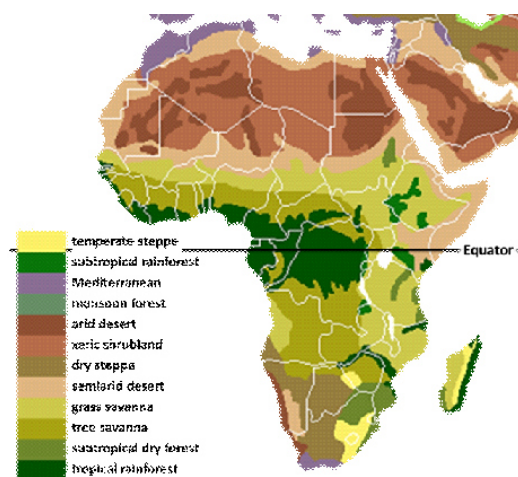 temperate steppe
subtropical rainforest
Equator
Mediterranean
monsoon forest
arid desert
xeric shrubland
dry steppe
semiarid desert
grass savanna
tree savanna
subtropical dry forest
tropical rainforest